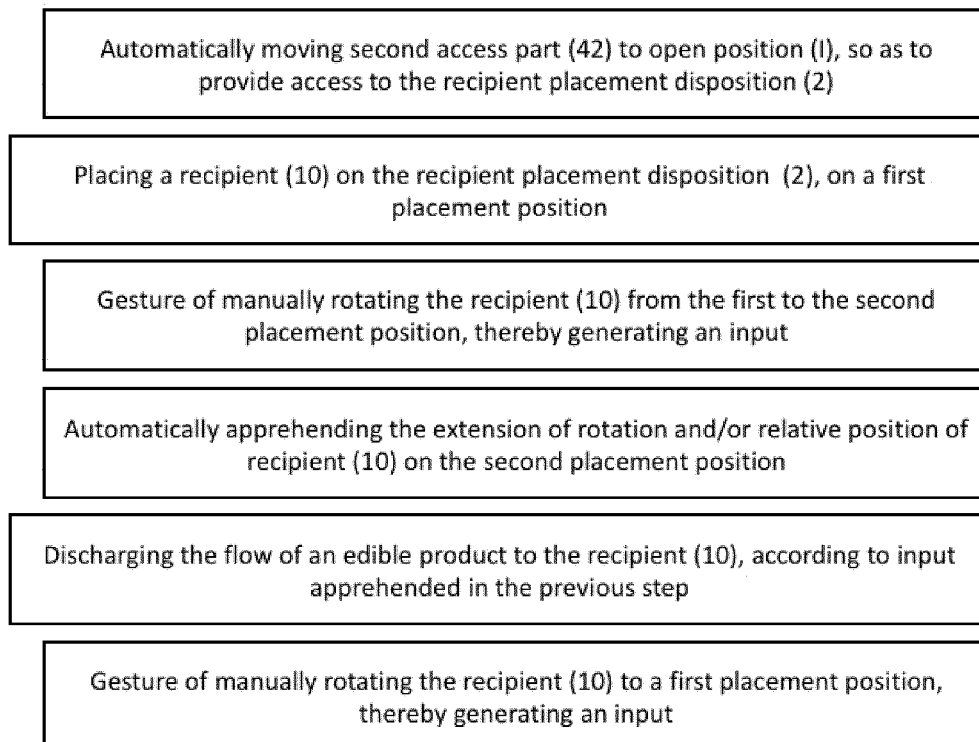 Automatically moving second access part (42) to open position (I), so as to
provide access to the recipient placement disposition (2)
Placing a recipient (10) on the recipient placement disposition (2), on a first
placement position
Gesture of manually rotating the recipient (10) from the first to the second
placement position, thereby generating an input
Automatically apprehending the extension of rotation and/or relative position of
recipient (10) on the second placement position
Discharging the flow of an edible product to the recipient (10), according to input
apprehended in the previous step
Gesture of manually rotating the recipient (10) to a first placement position,
thereby generating an input